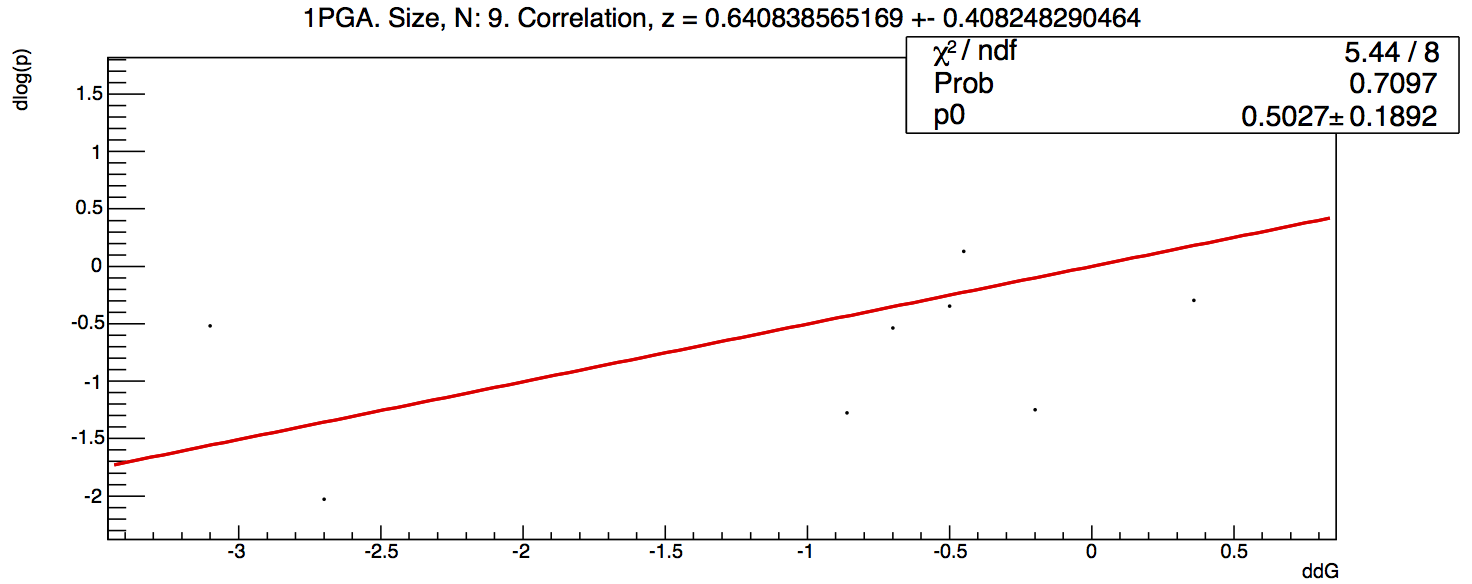 1PGA. Size, N: 9. Correlation, z = 0.640838565169 +- 0.408248290464
χ² / ndf 5.44 / 8
Prob 0.7097
p0 0.5027± 0.1892
dlog(p)
1.5
1
0.5
0
-0.5
-1
-1.5
-2
-3 -2.5 -2 -1.5 -1 -0.5 0 0.5
ddG